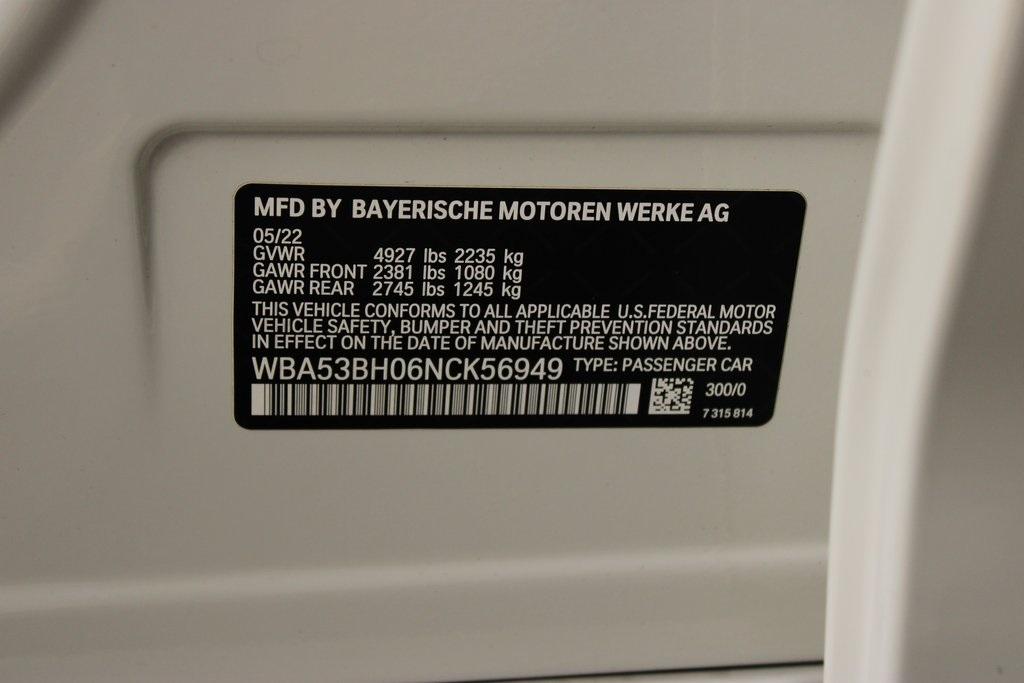 MFD BY BAYERISCHE MOTOREN WERKE AG
05/22
GVWR 4927 lbs 2235 kg
GAWR FRONT 2381 lbs 1080 kg
GAWR REAR 2745 lbs 1245 kg
THIS VEHICLE CONFORMS TO ALL APPLICABLE U.S.FEDERAL MOTOR
VEHICLE SAFETY, BUMPER AND THEFT PREVENTION STANDARDS
IN EFFECT ON THE DATE OF MANUFACTURE SHOWN ABOVE.
WBA53BH06NCK56949 TYPE: PASSENGER CAR
300/0
7 315 814